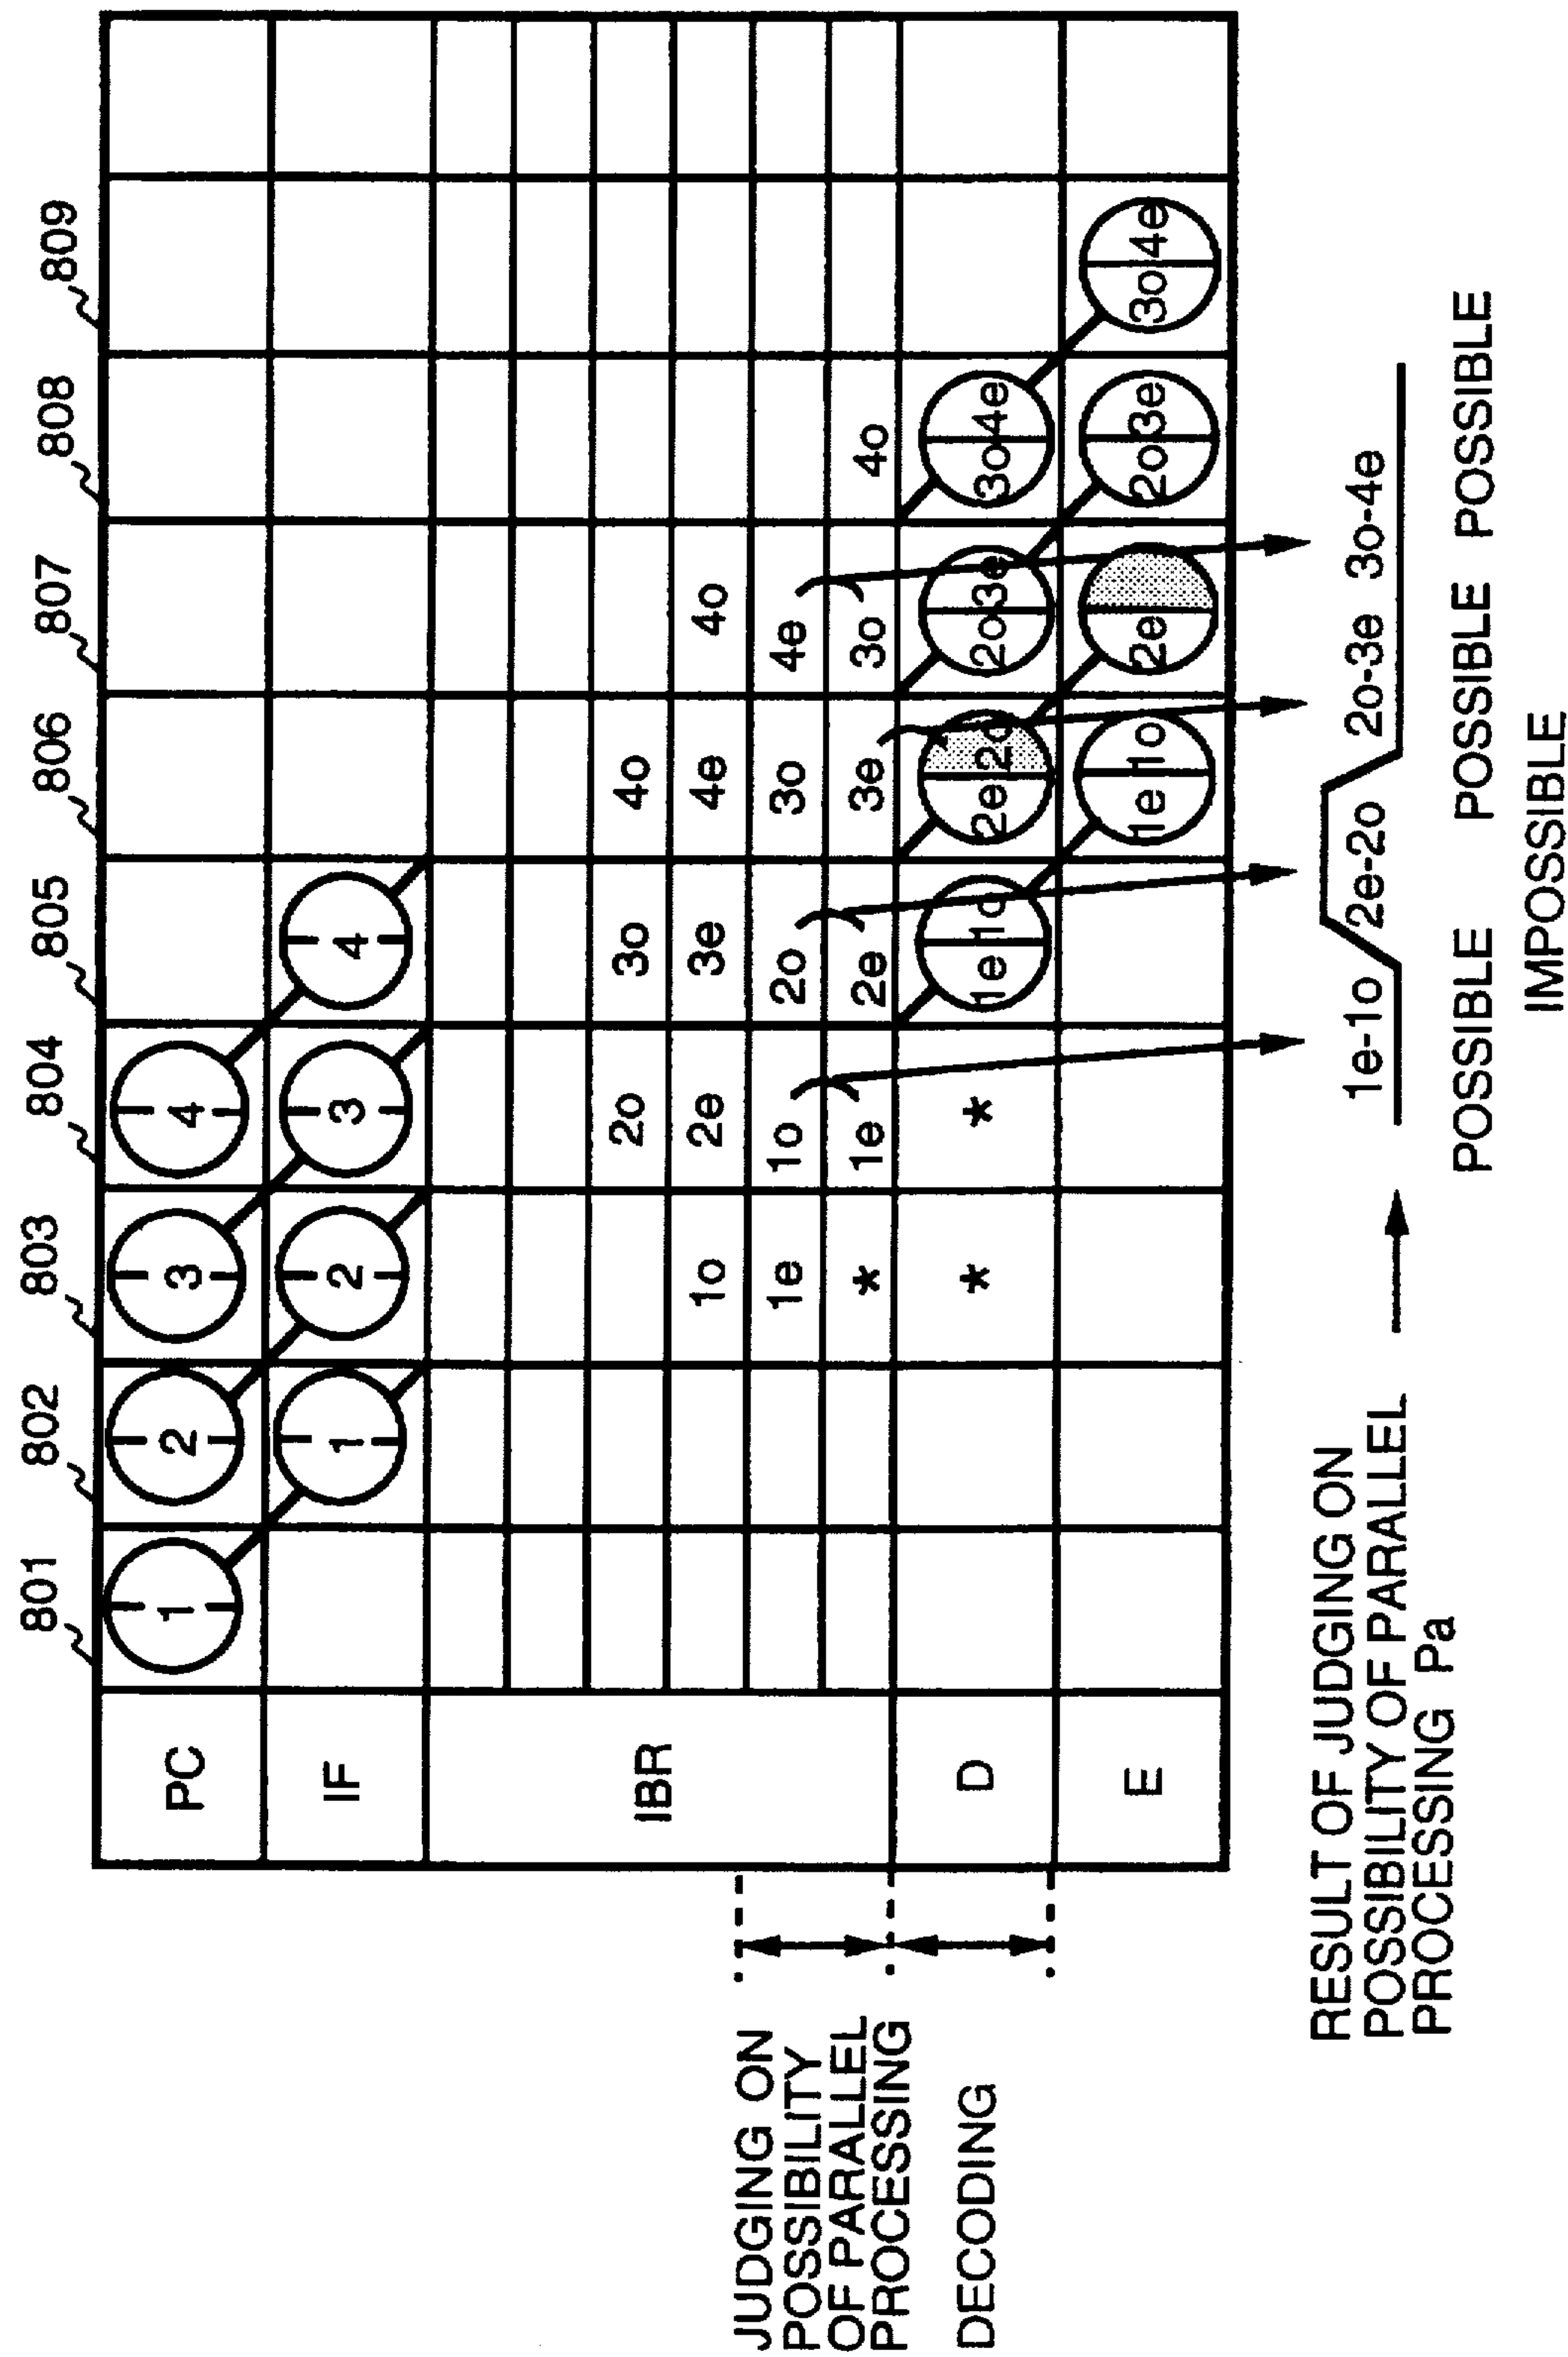 801 802 803 804 805 806 807 808 809
PC 1 2 3 4
IF 1 2 3 4
IBR
2o 3o 4o
1o 2e 3e 4e 4o
1e 1o 2o 3o 4e
* 1e 2e 3e 3o 4o
D * * 1e 1o 2e 2o 2o 3e 3o 4e
E 1e 1o 2e 2o 3e 3o 4e
JUDGING ON
POSSIBILITY
OF PARALLEL
PROCESSING
DECODING
RESULT OF JUDGING ON
POSSIBILITY OF PARALLEL
PROCESSING Pa
1e-1o 2e-2o 2o-3e 3o-4e
POSSIBLE POSSIBLE POSSIBLE POSSIBLE
IMPOSSIBLE